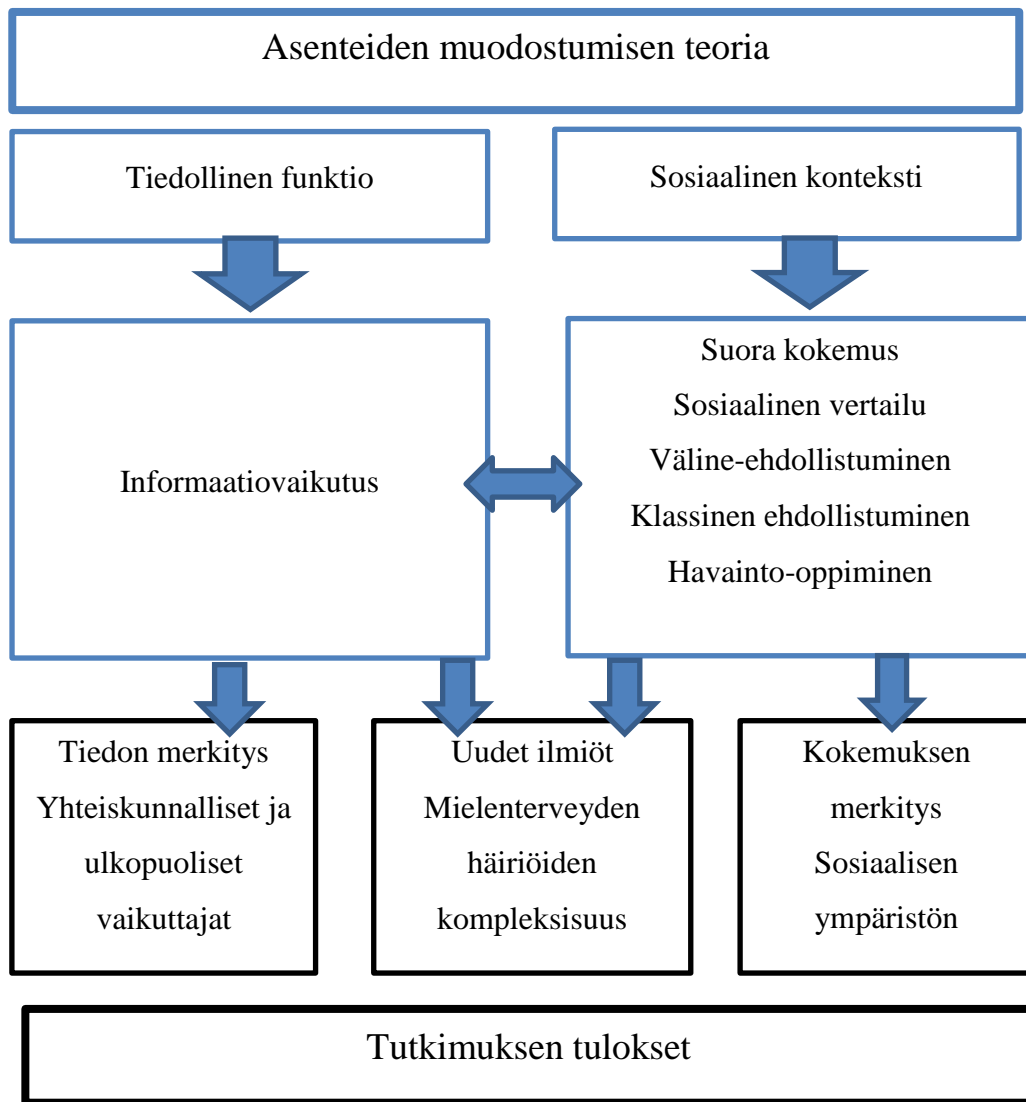 Asenteiden muodostumisen teoria
Tiedollinen funktio
Sosiaalinen konteksti
Informaatiovaikutus
Suora kokemus
Sosiaalinen vertailu
Väline-ehdollistuminen
Klassinen ehdollistuminen
Havainto-oppiminen
Tiedon merkitys
Yhteiskunnalliset ja
ulkopuoliset
vaikuttajat
Uudet ilmiöt
Mielenterveyden
häiriöiden
kompleksisuus
Kokemuksen
merkitys
Sosiaalisen
ympäristön
Tutkimuksen tulokset